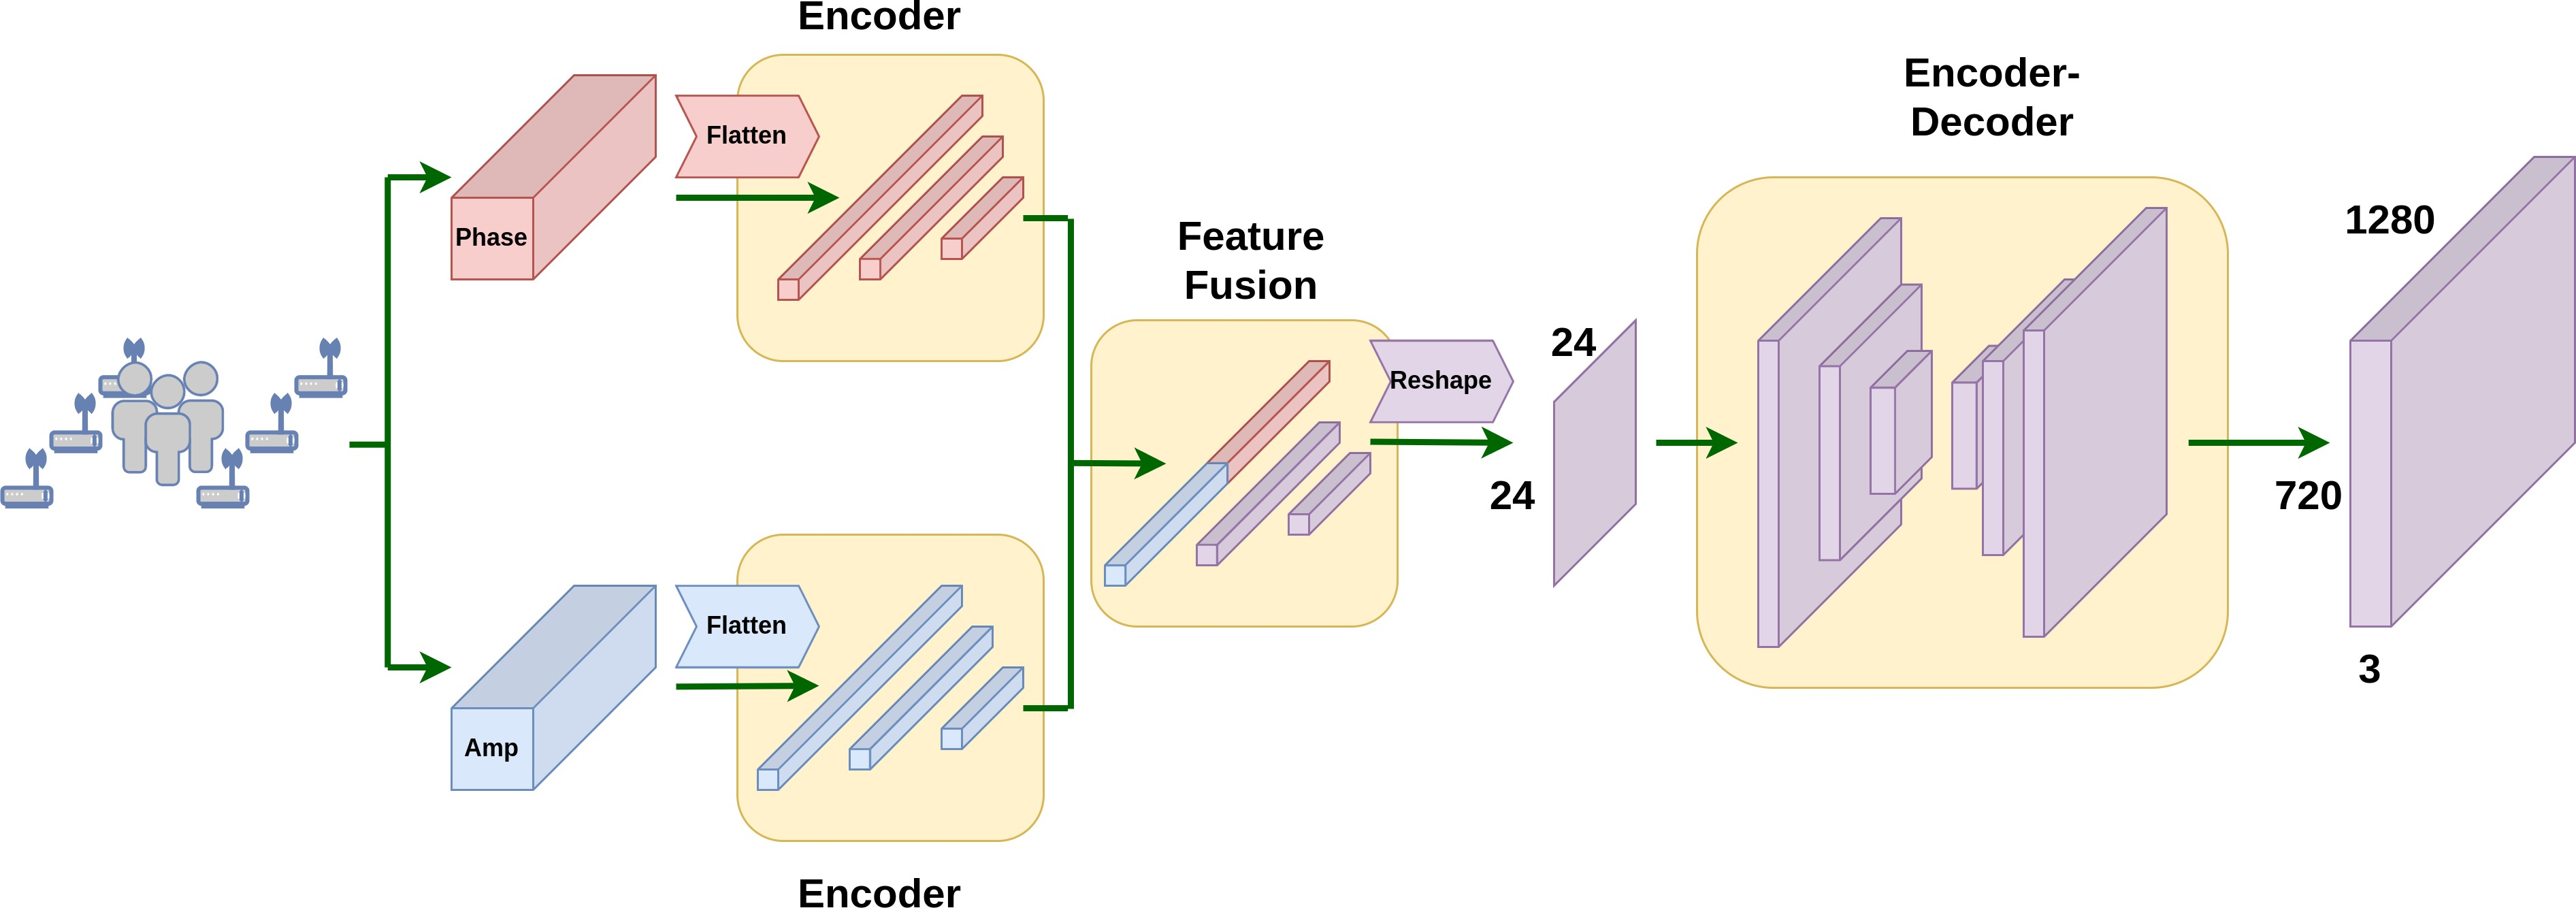 Encoder
Flatten
Phase
Flatten
Amp
Encoder
Feature
Fusion
Reshape
24
24
Encoder-
Decoder
1280
720
3